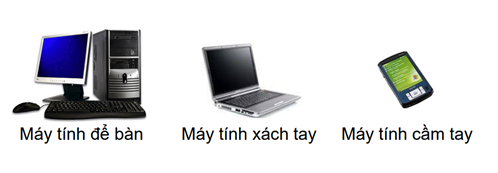 Máy tính để bàn
Máy tính xách tay
Máy tính cầm tay